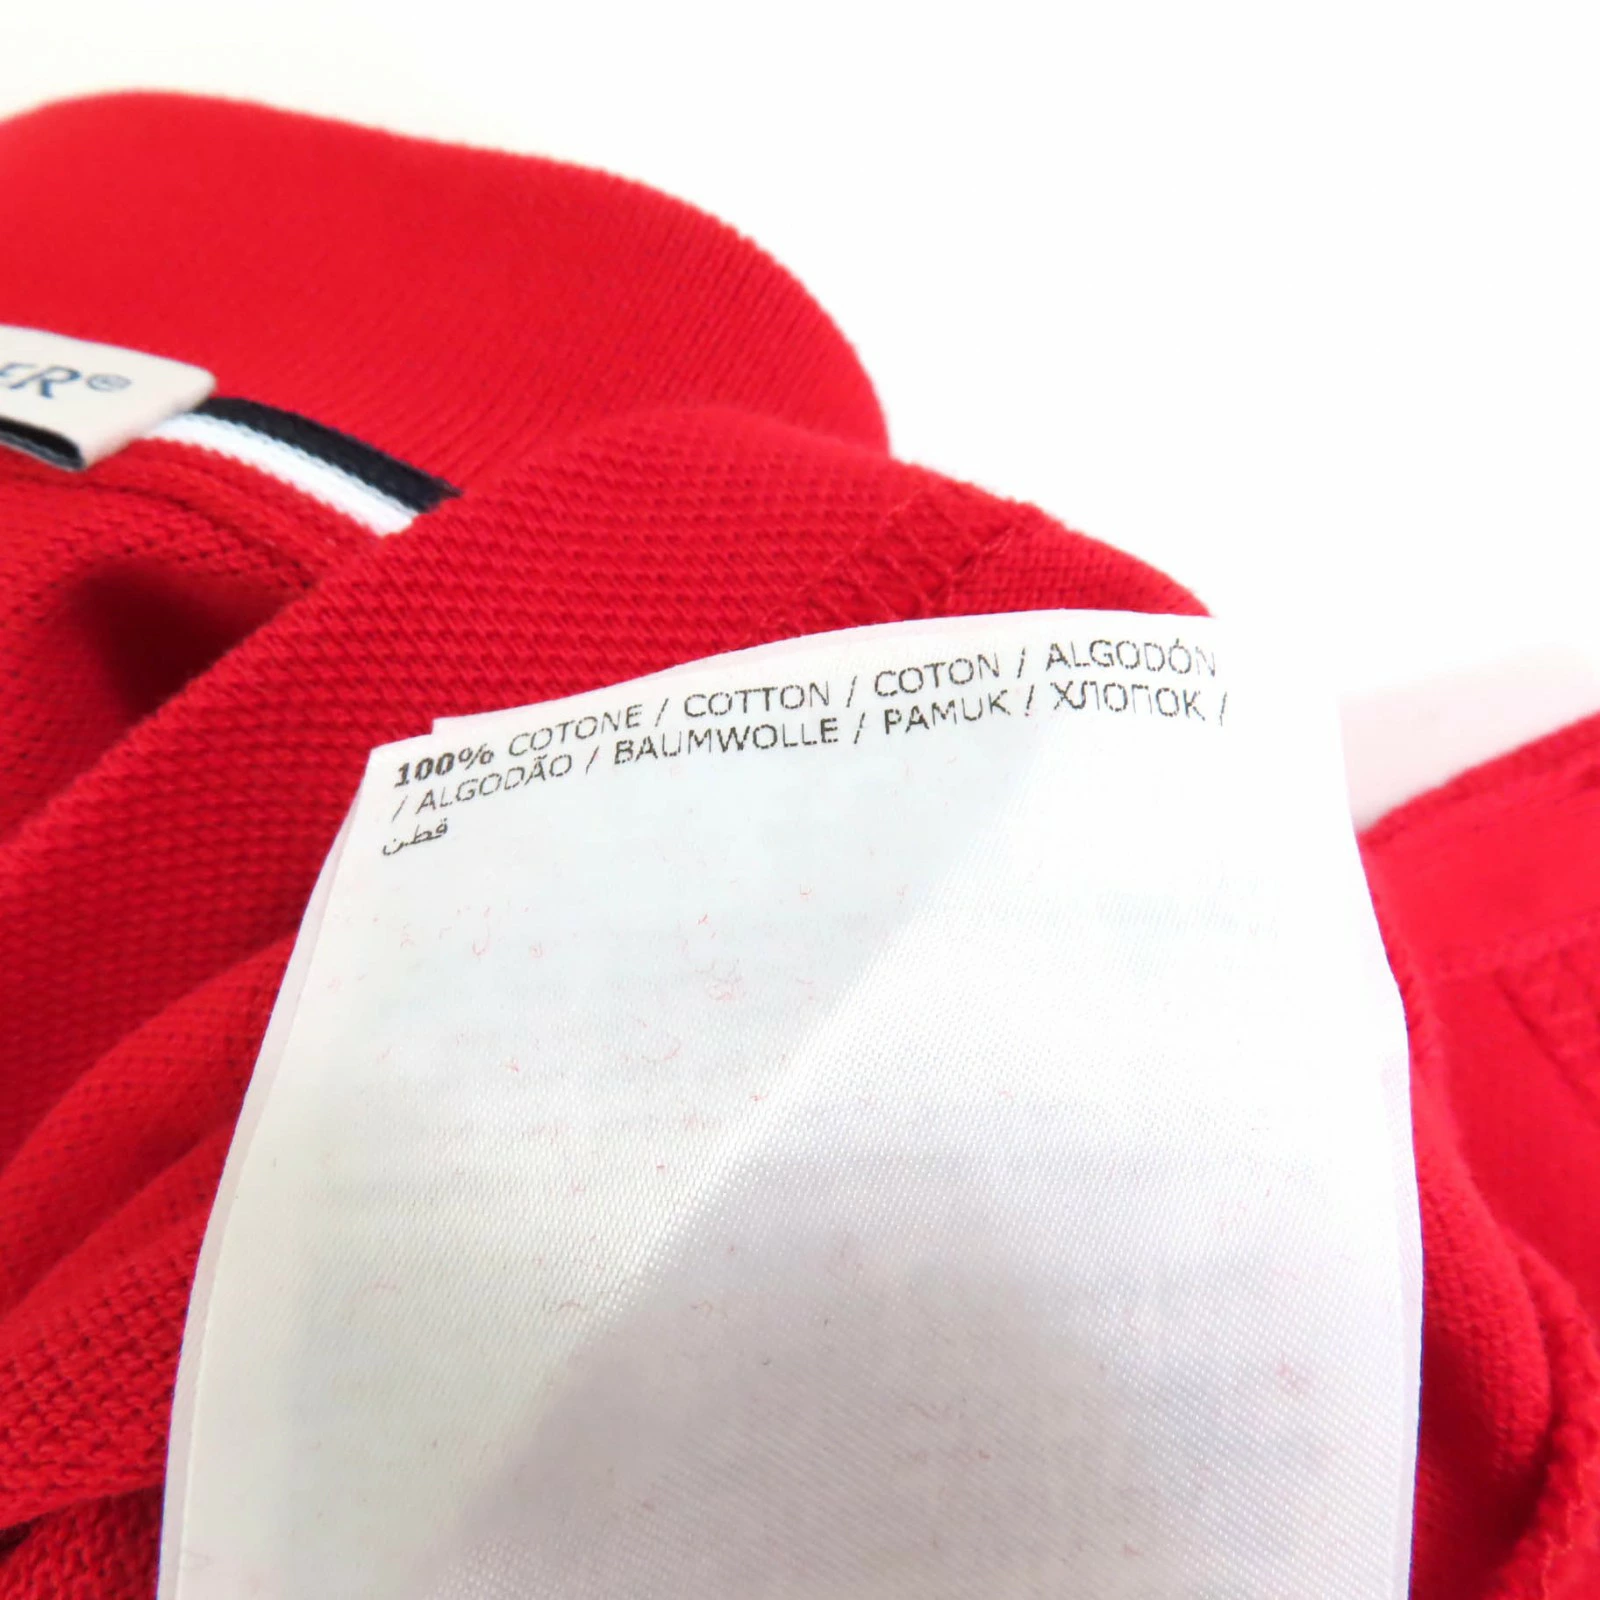 ER®
100% COTONE / COTTON / COTON / ALGODÓN
/ ALGODÃO / BAUMWOLLE / PAMUK / ХЛОПОК /
قطن